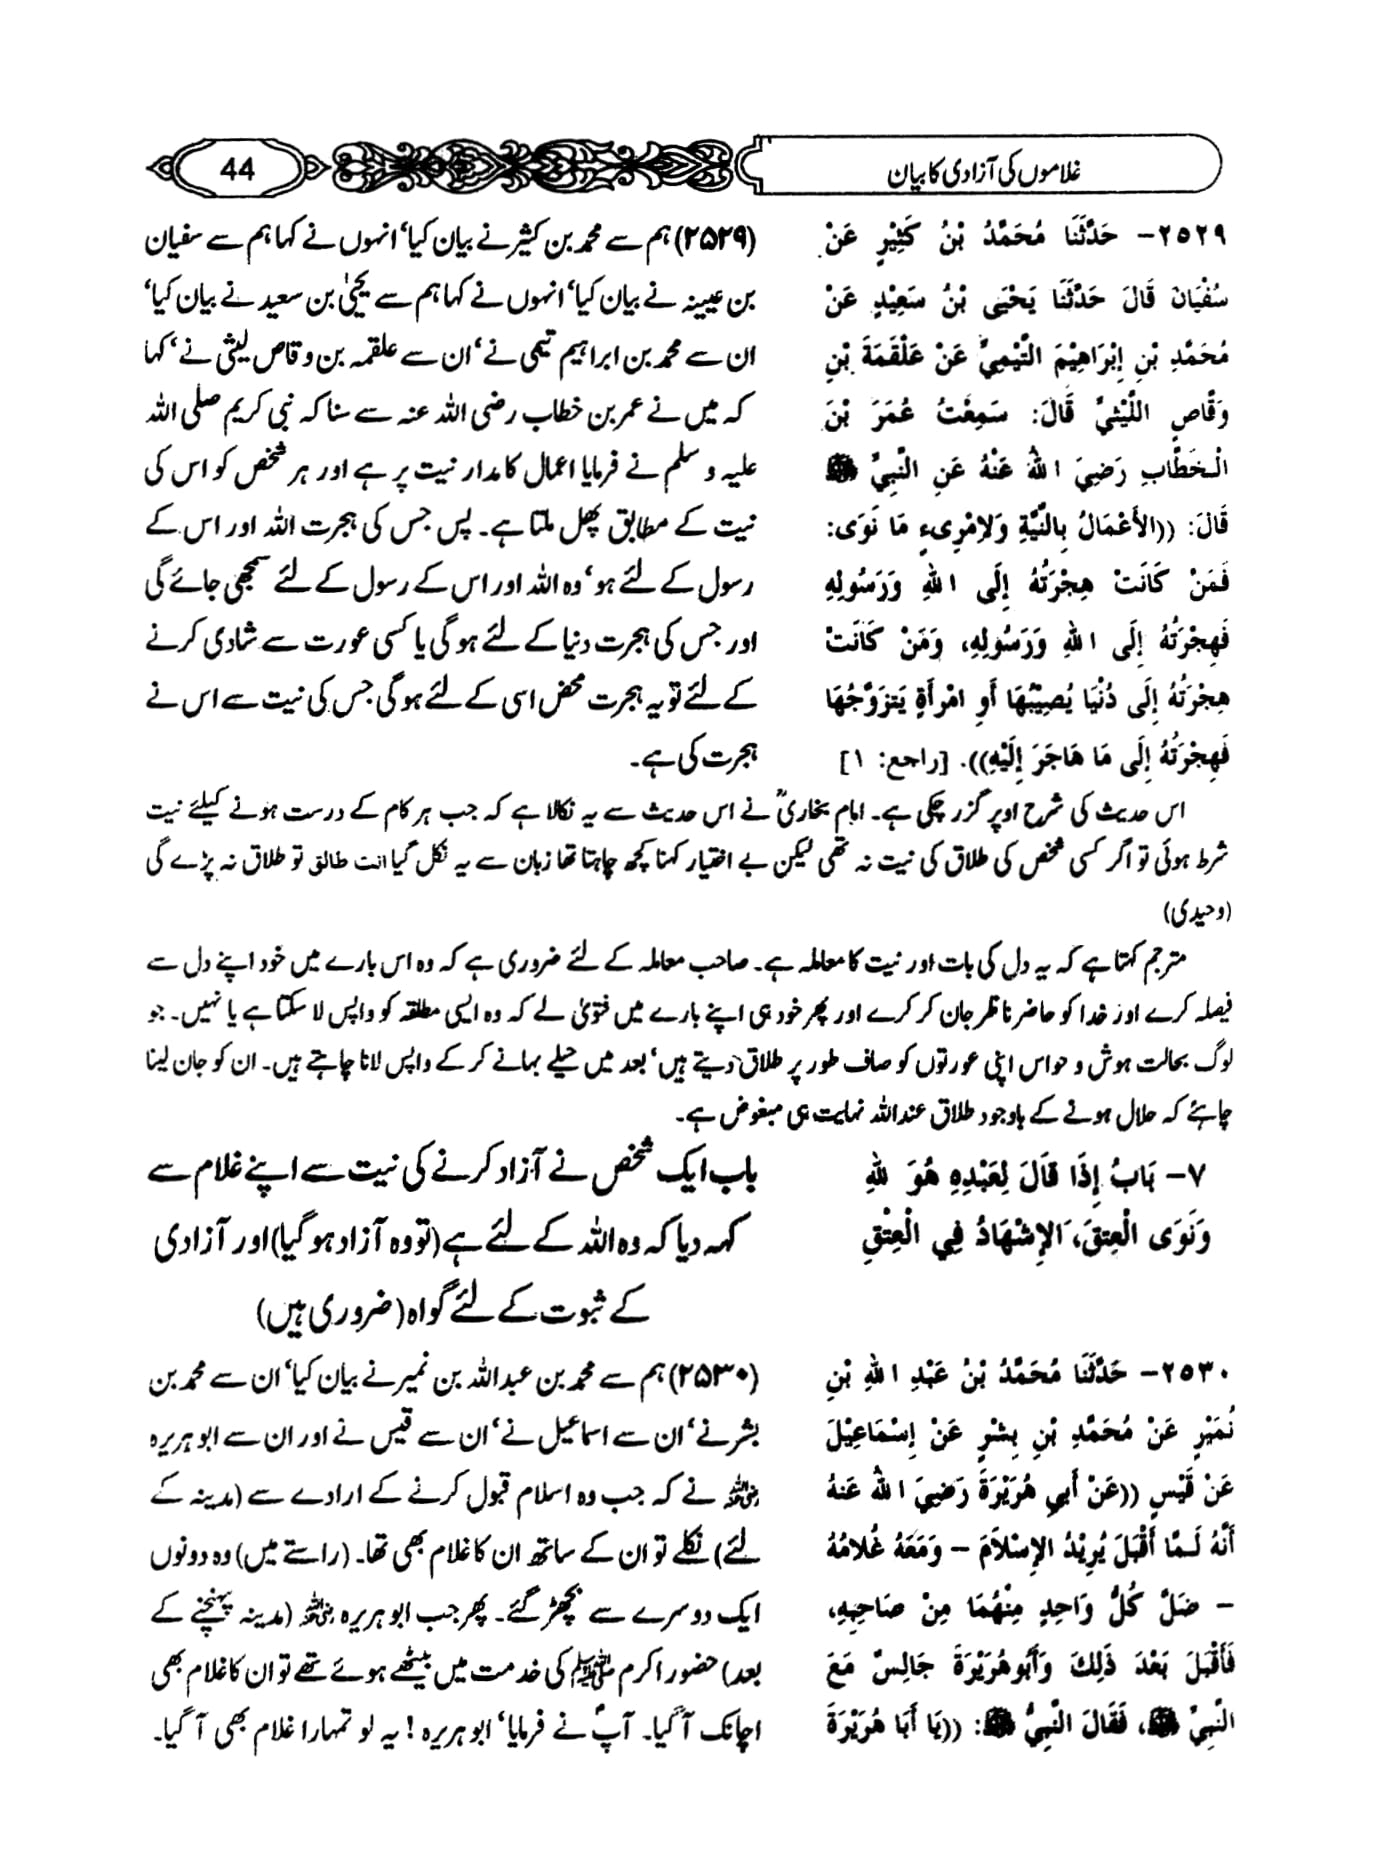 غلاموں کی آزادی کا بیان
44
٢٥٢٩- حَدَّثَنَا مُحَمَّدُ بْنُ كَثِيْرٍ عَنْ
سُفْيَانَ قَالَ حَدَّثَنَا يَحْيَى بْنُ سَعِيْدٍ عَنْ
مُحَمَّدِ بْنِ إِبْرَاهِيْمَ التَّيْمِيِّ عَنْ عَلْقَمَةَ بْنِ
وَقَّاصٍ اللَّيْثِيِّ قَالَ: سَمِعْتُ عُمَرَ بْنَ
الْخَطَّابِ رَضِيَ اللهُ عَنْهُ عَنِ النَّبِيِّ ﷺ
قَالَ: ((الأَعْمَالُ بِالنِّيَّةِ وَلامْرِىءٍ مَا نَوَى:
فَمَنْ كَانَتْ هِجْرَتُهُ إِلَى اللهِ وَرَسُولِهِ
فَهِجْرَتُهُ إِلَى اللهِ وَرَسُولِهِ، وَمَنْ كَانَتْ
هِجْرَتُهُ إِلَى دُنْيَا يُصِيْبُهَا أَوِ امْرَأَةٍ يَتَزَوَّجُهَا
فَهِجْرَتُهُ إِلَى مَا هَاجَرَ إِلَيْهِ)). [راجع: ١]
(۲۵۲۹) ہم سے محمد بن کثیر نے بیان کیا‘ انہوں نے کہا ہم سے سفیان
بن عیینہ نے بیان کیا‘ انہوں نے کہا ہم سے یحییٰ بن سعید نے بیان کیا‘
ان سے محمد بن ابراہیم تیمی نے‘ ان سے علقمہ بن وقاص لیثی نے‘ کہا
کہ میں نے عمر بن خطاب رضی اللہ عنہ سے سنا کہ نبی کریم صلی اللہ
علیہ وسلم نے فرمایا اعمال کا مدار نیت پر ہے اور ہر شخص کو اس کی
نیت کے مطابق پھل ملتا ہے۔ پس جس کی ہجرت اللہ اور اس کے
رسول کے لئے ہو‘ وہ اللہ اور اس کے رسول کے لئے سمجھی جائے گی
اور جس کی ہجرت دنیا کے لئے ہو گی یا کسی عورت سے شادی کرنے
کے لئے تو یہ ہجرت محض اسی کے لئے ہو گی جس کی نیت سے اس نے
ہجرت کی ہے۔
اس حدیث کی شرح اوپر گزر چکی ہے۔ امام بخاریؒ نے اس حدیث سے یہ نکالا ہے کہ جب ہر کام کے درست ہونے کیلئے نیت
شرط ہوئی تو اگر کسی شخص کی طلاق کی نیت نہ تھی لیکن بے اختیار کہنا کچھ چاہتا تھا زبان سے یہ نکل گیا انت طالق تو طلاق نہ پڑے گی
(وحیدی)
مترجم کہتا ہے کہ یہ دل کی بات اور نیت کا معاملہ ہے۔ صاحب معاملہ کے لئے ضروری ہے کہ وہ اس بارے میں خود اپنے دل سے
فیصلہ کرے اور خدا کو حاضر ناظر جان کر کرے اور پھر خود ہی اپنے بارے میں فتویٰ لے کہ وہ ایسی مطلقہ کو واپس لا سکتا ہے یا نہیں۔ جو
لوگ بحالت ہوش و حواس اپنی عورتوں کو صاف طور پر طلاق دیتے ہیں‘ بعد میں حیلے بہانے کر کے واپس لانا چاہتے ہیں۔ ان کو جان لینا
چاہئے کہ حلال ہونے کے باوجود طلاق عند اللہ نہایت ہی مبغوض ہے۔
٧- بَابُ إِذَا قَالَ لِعَبْدِهِ هُوَ لِلهِ
وَنَوَى الْعِتقَ، الإِشْهَادُ فِي الْعِتْقِ
باب ایک شخص نے آزاد کرنے کی نیت سے اپنے غلام سے
کہہ دیا کہ وہ اللہ کے لئے ہے (تو وہ آزاد ہو گیا) اور آزادی
کے ثبوت کے لئے گواہ (ضروری ہیں)
٢٥٣٠- حَدَّثَنَا مُحَمَّدُ بْنُ عَبْدِ اللهِ بْنِ
نُمَيْرٍ عَنْ مُحَمَّدِ بْنِ بِشْرٍ عَنْ إِسْمَاعِيْلَ
عَنْ قَيْسٍ ((عَنْ أَبِي هُرَيْرَةَ رَضِيَ اللهُ عَنهُ
أَنَّهُ لَـمَّا أَقْبَلَ يُرِيْدُ الإِسْلاَمَ – وَمَعَهُ غُلاَمُهُ
– ضَلَّ كُلُّ وَاحِدٍ مِنْهُمَا مِنْ صَاحِبِهِ،
فَأَقْبَلَ بَعْدَ ذَلِكَ وَأَبُوهُرَيْرَةَ جَالِسٌ مَعَ
النَّبِيِّ ﷺ، فَقَالَ النَّبِيُّ ﷺ: ((يَا أَبَا هُرَيْرَةَ
(۲۵۳۰) ہم سے محمد بن عبداللہ بن نمیر نے بیان کیا‘ ان سے محمد بن
بشر نے‘ ان سے اسماعیل نے‘ ان سے قیس نے اور ان سے ابو ہریرہ
رضی اللہ عنہ نے کہ جب وہ اسلام قبول کرنے کے ارادے سے (مدینہ کے
لئے) نکلے تو ان کے ساتھ ان کا غلام بھی تھا۔ (راستے میں) وہ دونوں
ایک دوسرے سے بچھڑ گئے۔ پھر جب ابو ہریرہ رضی اللہ عنہ (مدینہ پہنچنے کے
بعد) حضور اکرم ﷺ کی خدمت میں بیٹھے ہوئے تھے تو ان کا غلام بھی
اچانک آ گیا۔ آپؐ نے فرمایا‘ ابو ہریرہ! یہ لو تمہارا غلام بھی آ گیا۔